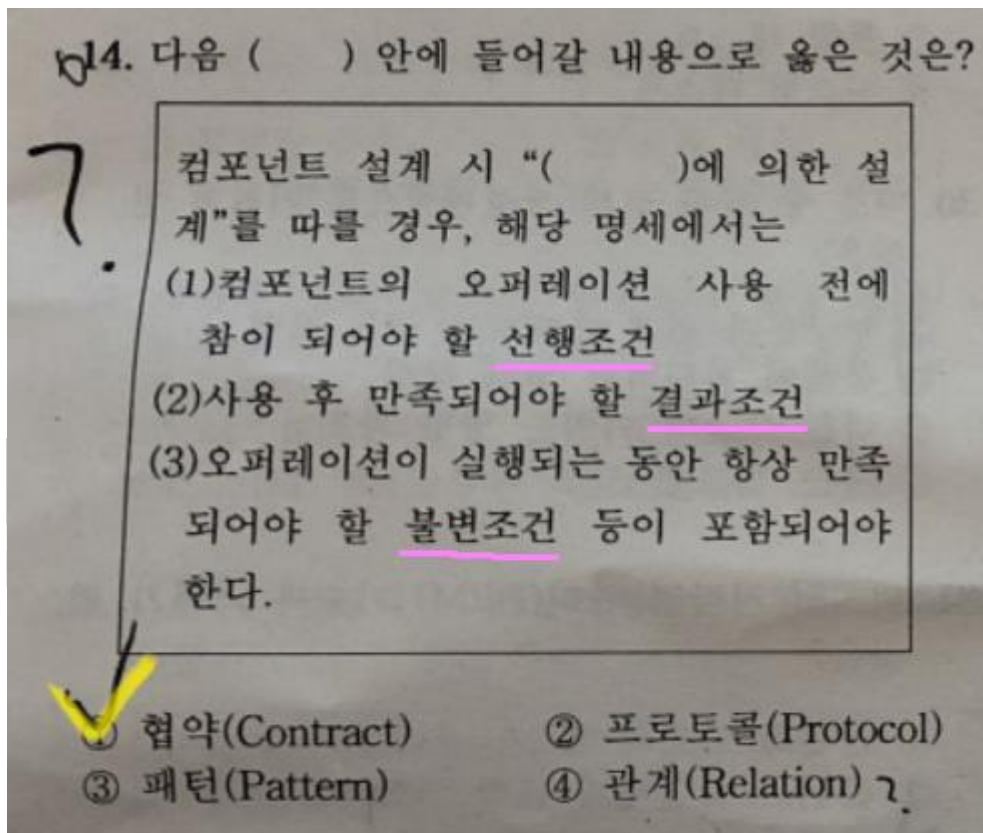 14. 다음 (    ) 안에 들어갈 내용으로 옳은 것은?
?
컴포넌트 설계 시 “(    )에 의한 설
계”를 따를 경우, 해당 명세에서는
(1)컴포넌트의 오퍼레이션 사용 전에
참이 되어야 할 선행조건
(2)사용 후 만족되어야 할 결과조건
(3)오퍼레이션이 실행되는 동안 항상 만족
되어야 할 불변조건 등이 포함되어야
한다.
① 협약(Contract) ② 프로토콜(Protocol)
③ 패턴(Pattern) ④ 관계(Relation) ?